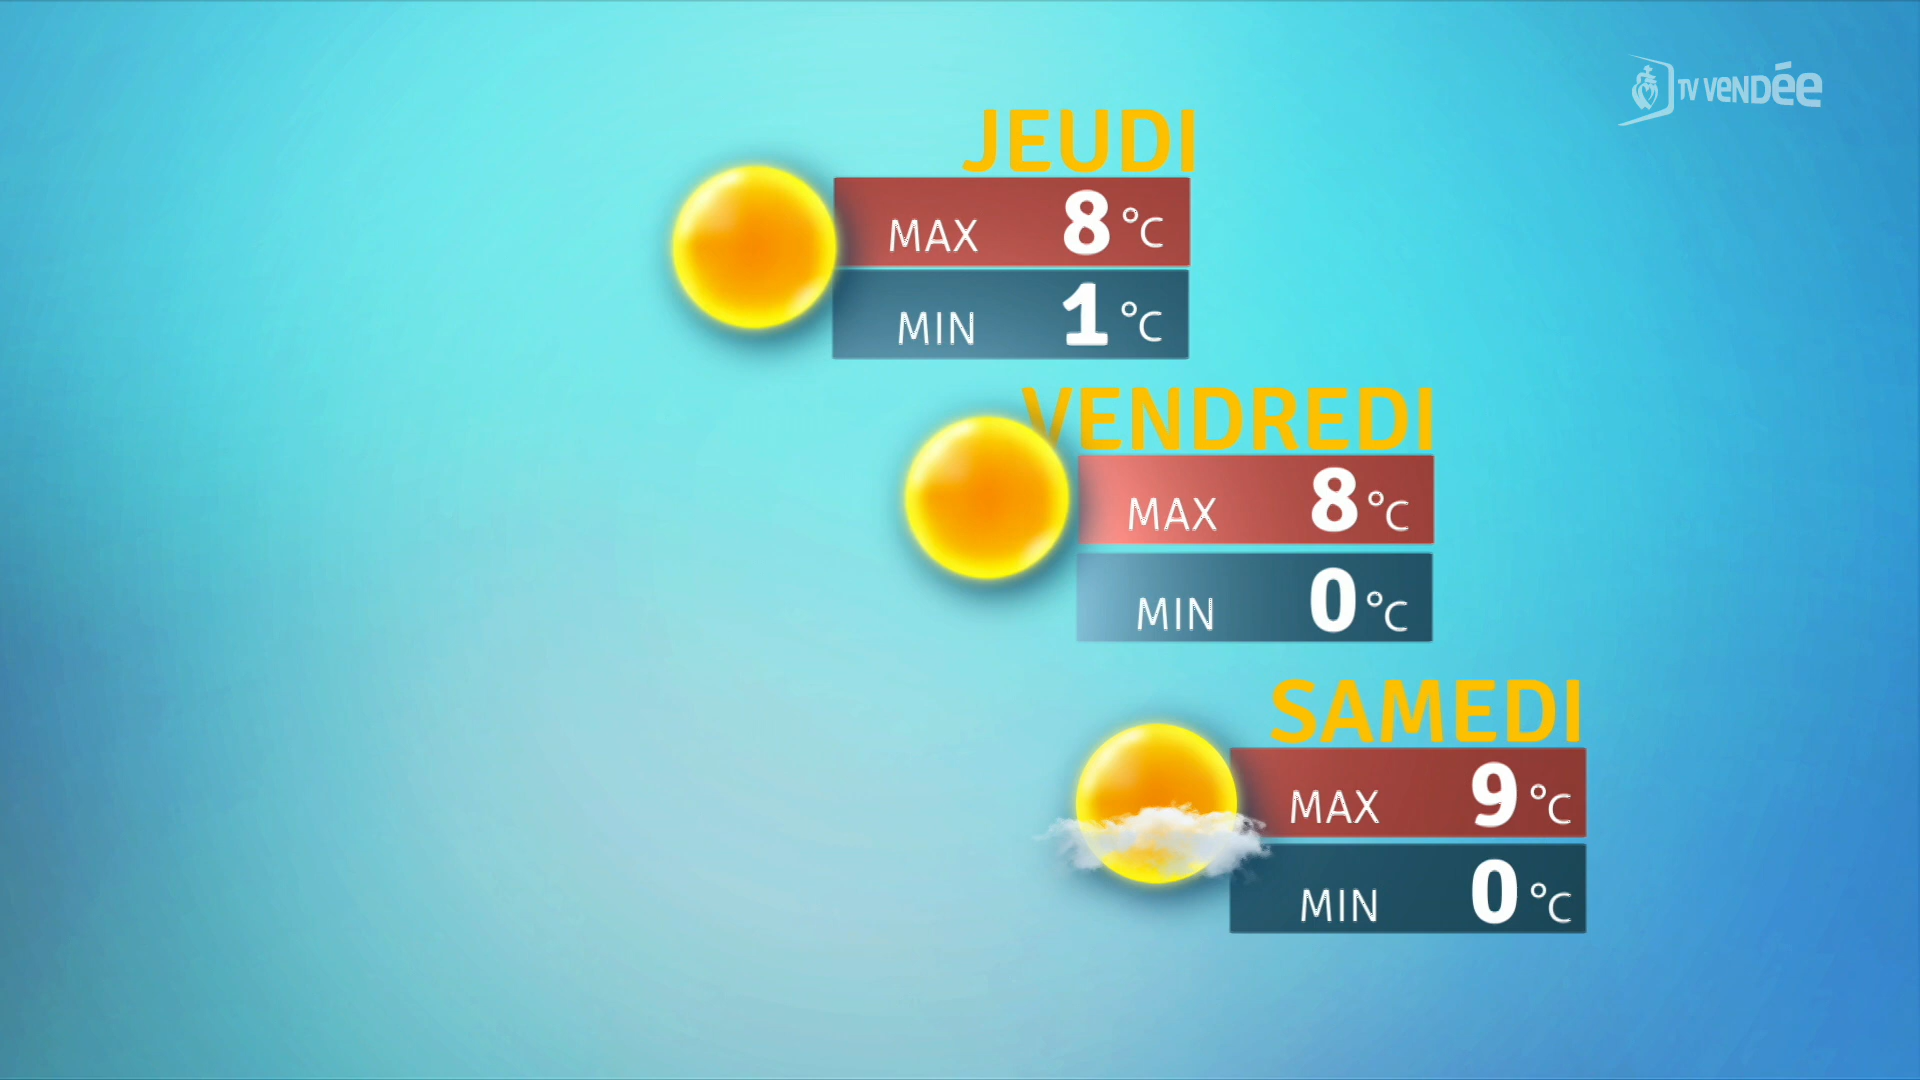 TV VENDÉE
JEUDI
MAX 8 °C
MIN 1 °C
VENDREDI
MAX 8 °C
MIN 0 °C
SAMEDI
MAX 9 °C
MIN 0 °C